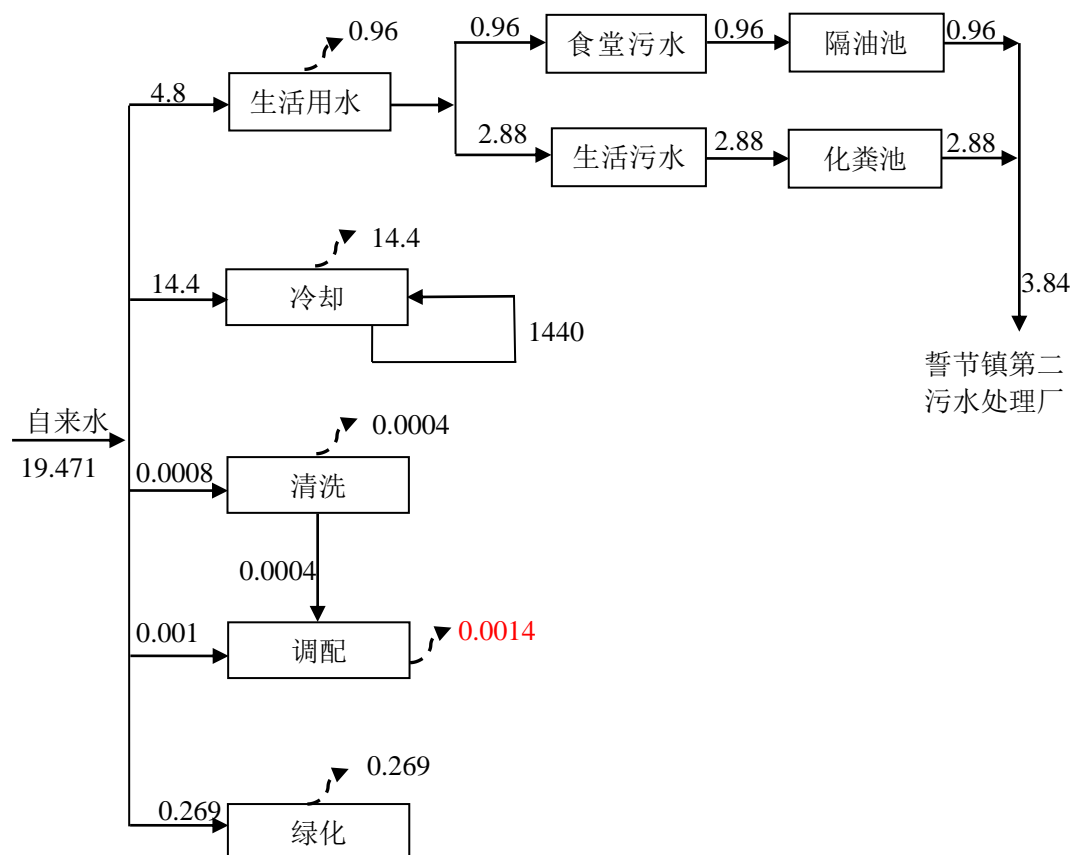 0.96
0.96
食堂污水
0.96
隔油池
0.96
4.8
生活用水
2.88
生活污水
2.88
化粪池
2.88
14.4
14.4
冷却
1440
3.84
誓节镇第二
污水处理厂
自来水
19.471
0.0004
0.0008
清洗
0.0004
0.001
调配
0.0014
0.269
0.269
绿化